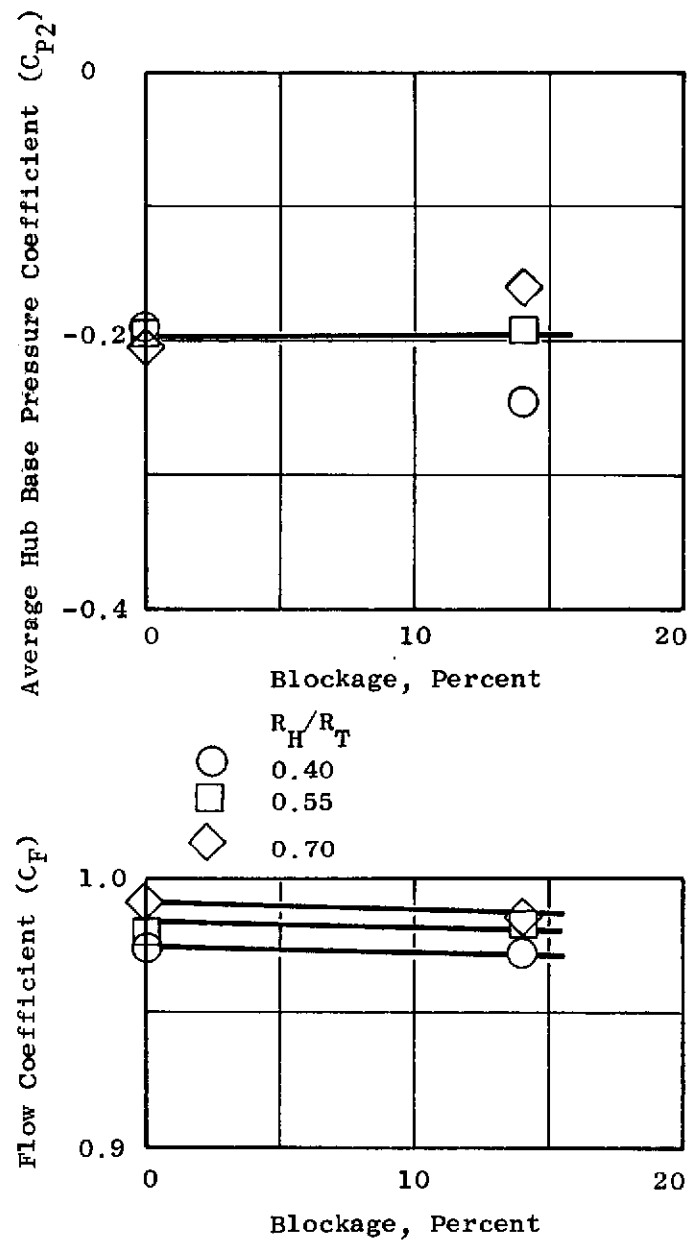 Average Hub Base Pressure Coefficient (C_P2)
0
-0.2
-0.4
0 10 20
Blockage, Percent
R_H/R_T
0.40
0.55
0.70
Flow Coefficient (C_F)
1.0
0.9
0 10 20
Blockage, Percent